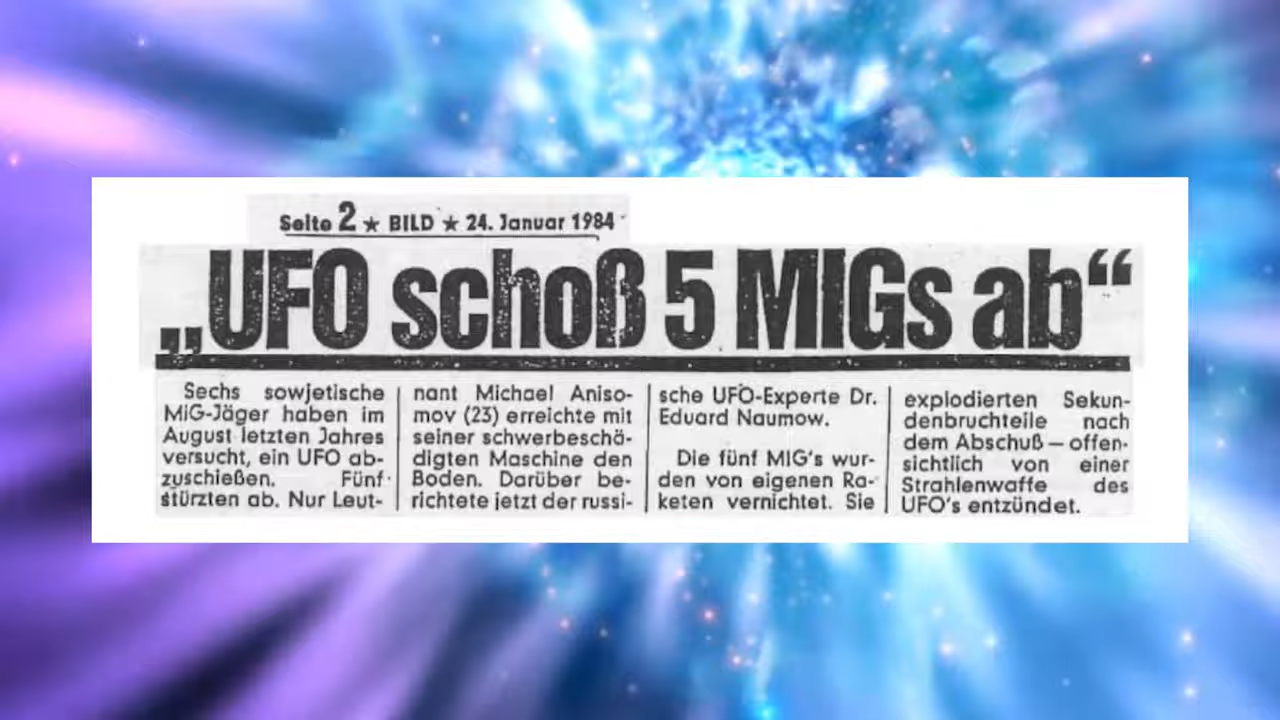 Seite 2 ★ BILD ★ 24. Januar 1984
„UFO schoß 5 MIGs ab“
Sechs sowjetische
MiG-Jäger haben im
August letzten Jahres
versucht, ein UFO ab-
zuschießen. Fünf
stürzten ab. Nur Leut-
nant Michael Aniso-
mov (23) erreichte mit
seiner schwerbeschä-
digten Maschine den
Boden. Darüber be-
richtete jetzt der russi-
sche UFO-Experte Dr.
Eduard Naumow.
Die fünf MIG's wur-
den von eigenen Ra-
keten vernichtet. Sie
explodierten Sekun-
denbruchteile nach
dem Abschuß — offen-
sichtlich von einer
Strahlenwaffe des
UFO's entzündet.